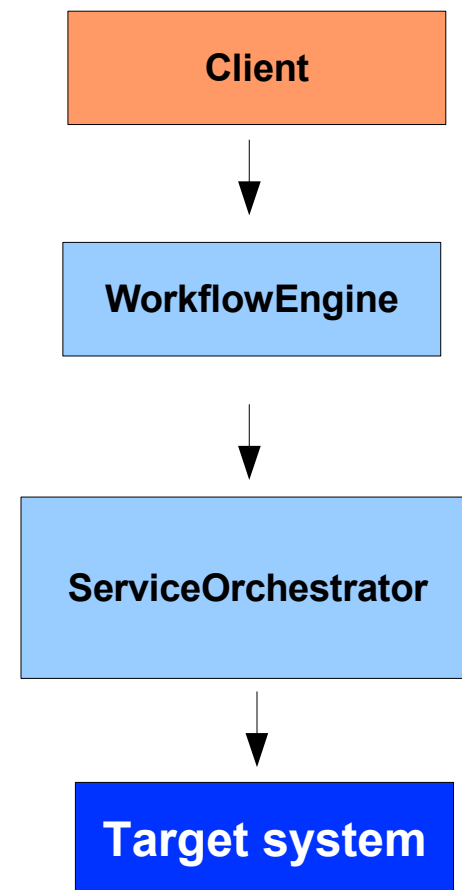 Client
WorkflowEngine
ServiceOrchestrator
Target system